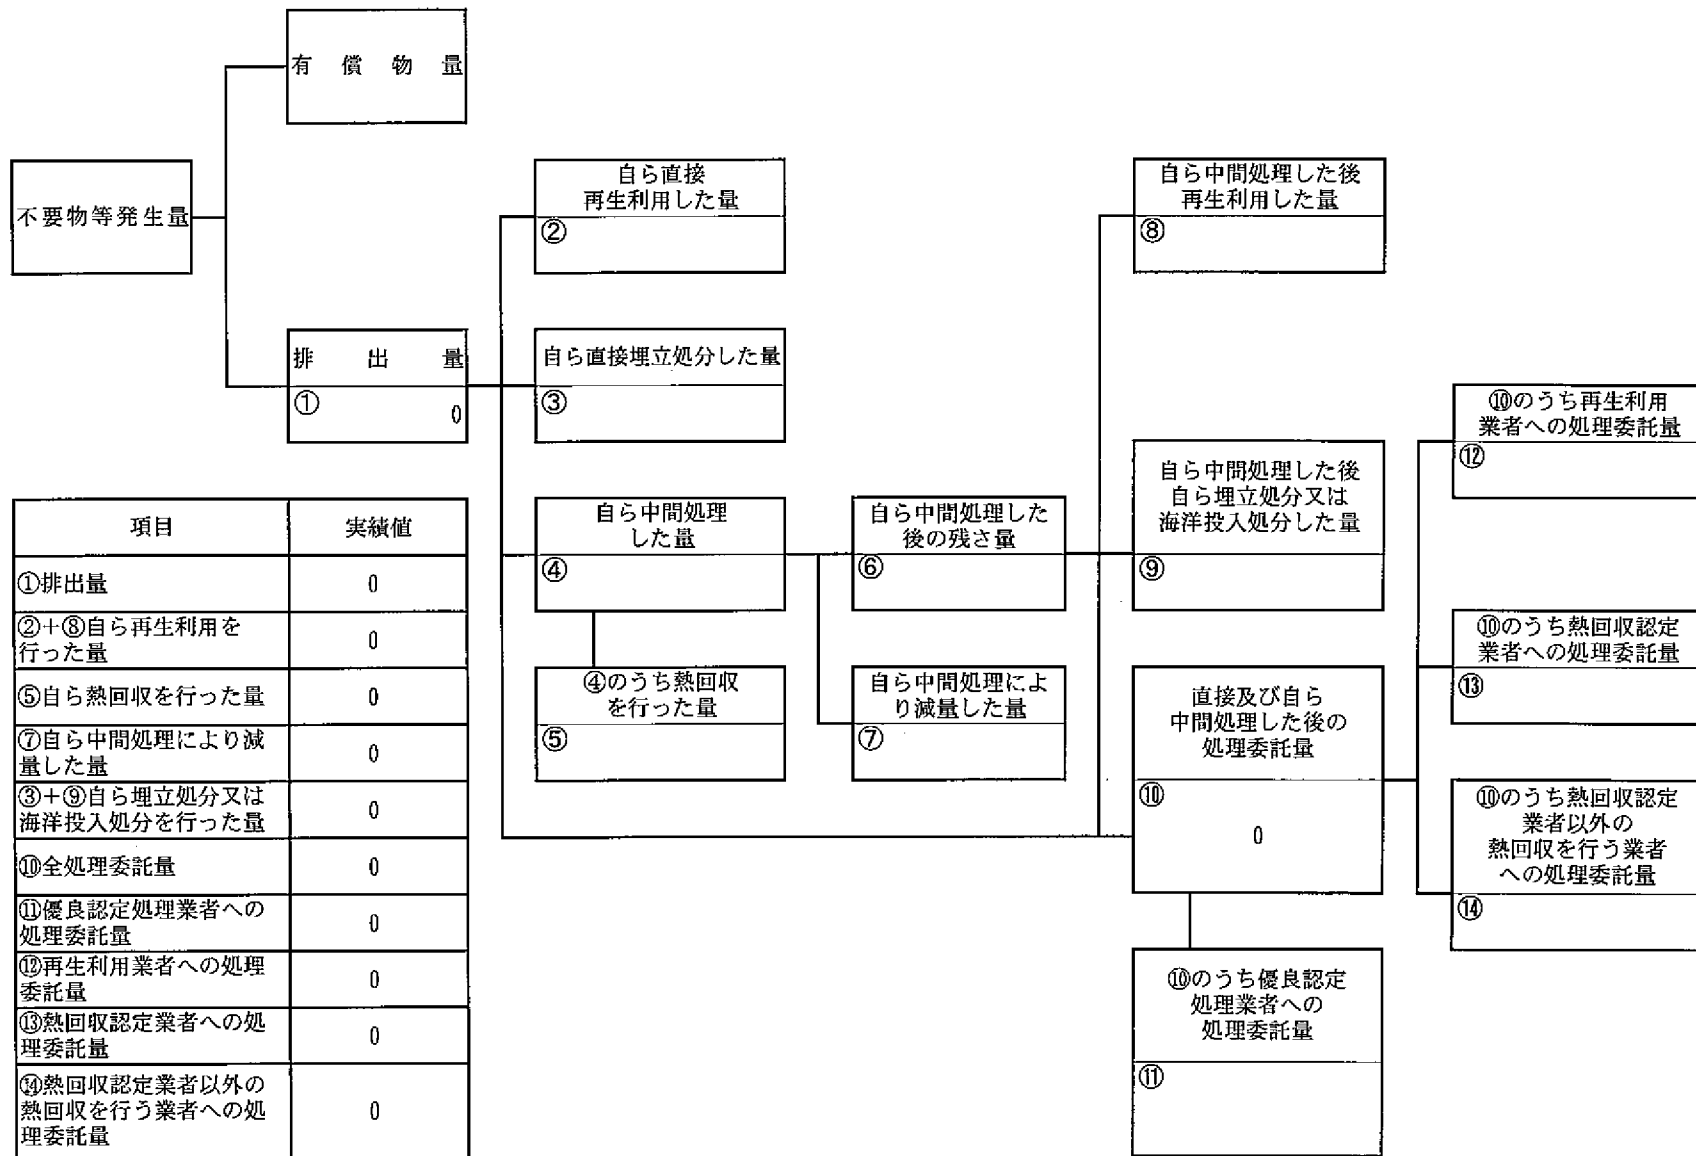 有償物量
不要物等発生量
排出量
①
0
自ら直接
再生利用した量
②
自ら直接埋立処分した量
③
自ら中間処理
した量
④
④のうち熱回収
を行った量
⑤
自ら中間処理した
後の残さ量
⑥
自ら中間処理によ
り減量した量
⑦
自ら中間処理した後
再生利用した量
⑧
自ら中間処理した後
自ら埋立処分又は
海洋投入処分した量
⑨
直接及び自ら
中間処理した後の
処理委託量
⑩
0
⑩のうち優良認定
処理業者への
処理委託量
⑪
⑩のうち再生利用
業者への処理委託量
⑫
⑩のうち熱回収認定
業者への処理委託量
⑬
⑩のうち熱回収認定
業者以外の
熱回収を行う業者
への処理委託量
⑭
項目 実績値
①排出量 0
②+⑧自ら再生利用を
行った量 0
⑤自ら熱回収を行った量 0
⑦自ら中間処理により減
量した量 0
③+⑨自ら埋立処分又は
海洋投入処分を行った量 0
⑩全処理委託量 0
⑪優良認定処理業者への
処理委託量 0
⑫再生利用業者への処理
委託量 0
⑬熱回収認定業者への処
理委託量 0
⑭熱回収認定業者以外の
熱回収を行う業者への処
理委託量 0